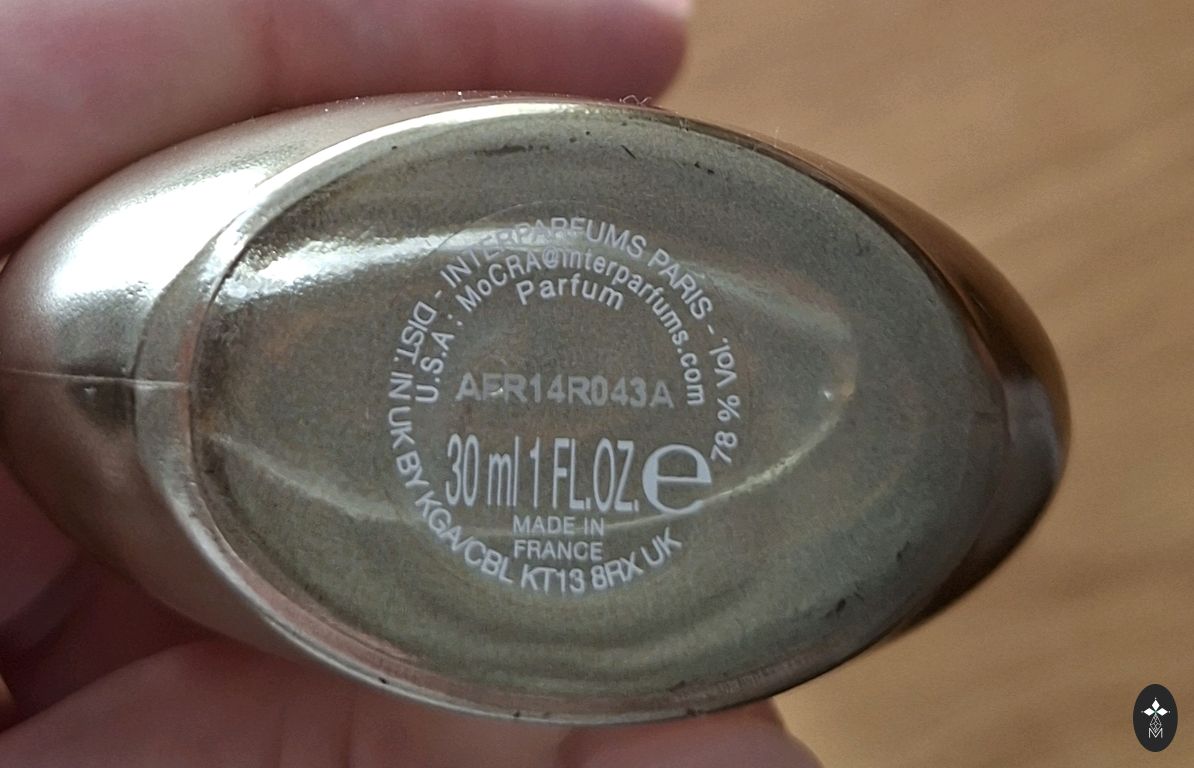 DIST. IN UK BY KGA/CBL KT13 8RX UK
- INTERPARFUMS PARIS - 78 % Vol.
U.S.A : MoCRA@interparfums.com
Parfum
AFR14R043A
30 ml 1 FL.OZ. e
MADE IN
FRANCE
M